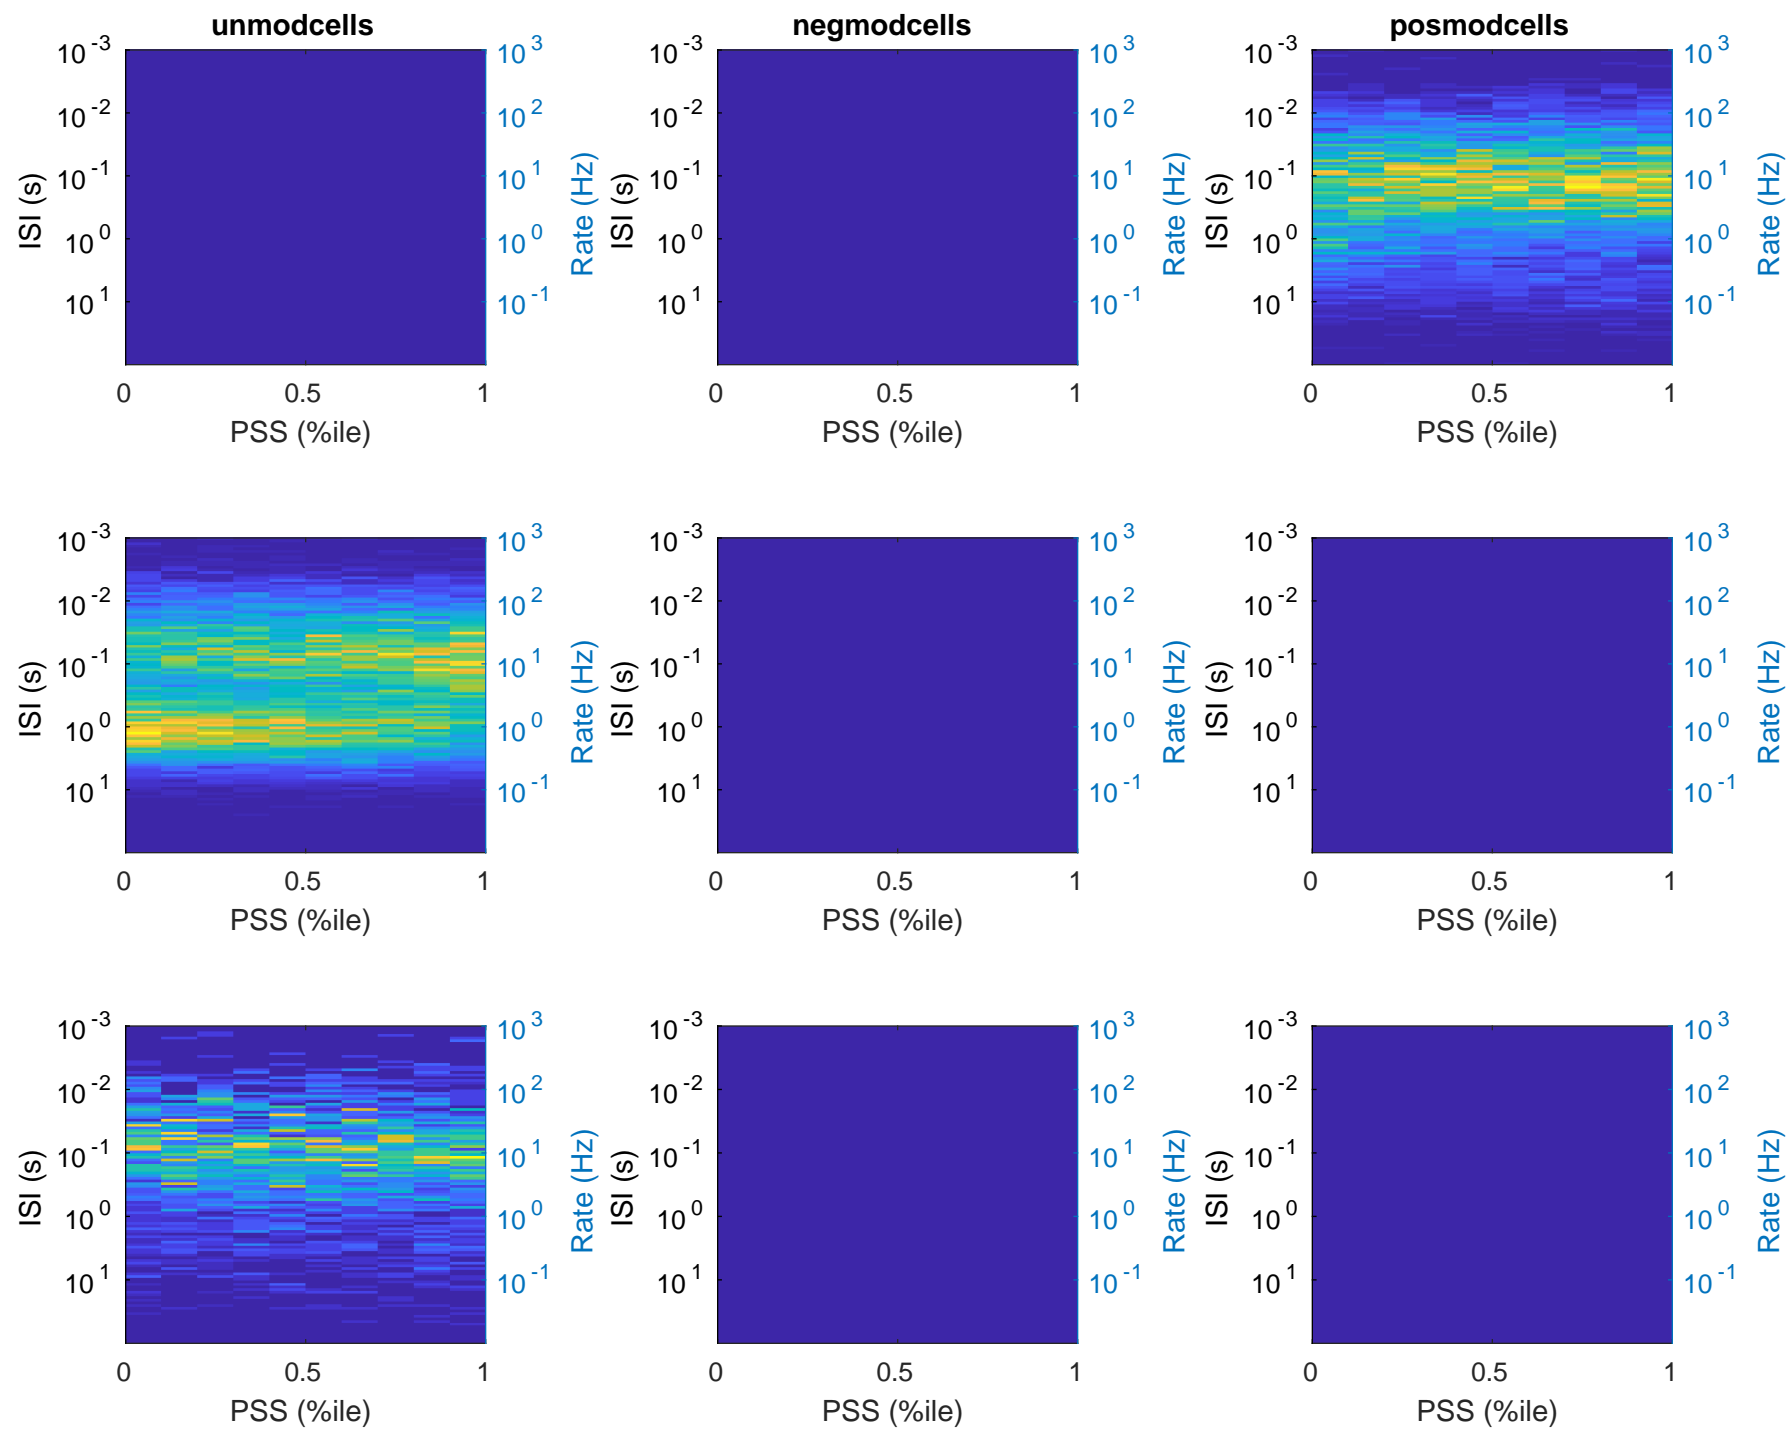 unmodcells negmodcells posmodcells
10^-3 10^3 10^-3 10^3 10^-3 10^3
10^-2 10^2 10^-2 10^2 10^-2 10^2
10^-1 10^1 10^-1 10^1 10^-1 10^1
10^0 10^0 10^0 10^0 10^0 10^0
10^1 10^-1 10^1 10^-1 10^1 10^-1
ISI (s) Rate (Hz) ISI (s) Rate (Hz) ISI (s) Rate (Hz)
0 0.5 1 0 0.5 1 0 0.5 1
PSS (%ile) PSS (%ile) PSS (%ile)
10^-3 10^3 10^-3 10^3 10^-3 10^3
10^-2 10^2 10^-2 10^2 10^-2 10^2
10^-1 10^1 10^-1 10^1 10^-1 10^1
10^0 10^0 10^0 10^0 10^0 10^0
10^1 10^-1 10^1 10^-1 10^1 10^-1
ISI (s) Rate (Hz) ISI (s) Rate (Hz) ISI (s) Rate (Hz)
0 0.5 1 0 0.5 1 0 0.5 1
PSS (%ile) PSS (%ile) PSS (%ile)
10^-3 10^3 10^-3 10^3 10^-3 10^3
10^-2 10^2 10^-2 10^2 10^-2 10^2
10^-1 10^1 10^-1 10^1 10^-1 10^1
10^0 10^0 10^0 10^0 10^0 10^0
10^1 10^-1 10^1 10^-1 10^1 10^-1
ISI (s) Rate (Hz) ISI (s) Rate (Hz) ISI (s) Rate (Hz)
0 0.5 1 0 0.5 1 0 0.5 1
PSS (%ile) PSS (%ile) PSS (%ile)